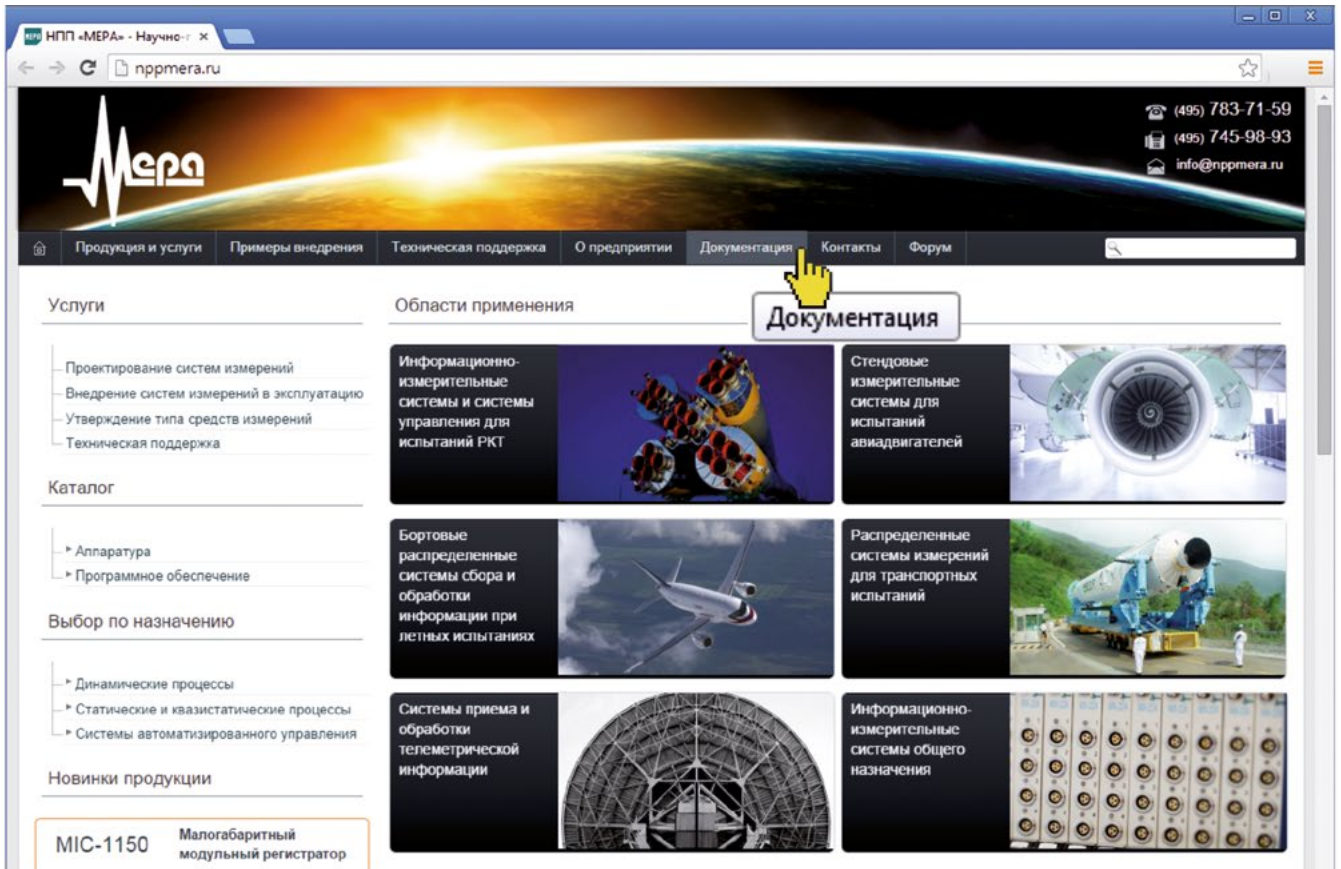 НПП «МЕРА» - Научно-г
nppmera.ru
Мера
(495) 783-71-59
(495) 745-98-93
info@nppmera.ru
Продукция и услуги Примеры внедрения Техническая поддержка О предприятии Документация Контакты Форум
Документация
Услуги
Проектирование систем измерений
Внедрение систем измерений в эксплуатацию
Утверждение типа средств измерений
Техническая поддержка
Каталог
Аппаратура
Программное обеспечение
Выбор по назначению
Динамические процессы
Статические и квазистатические процессы
Системы автоматизированного управления
Новинки продукции
MIC-1150
Малогабаритный
модульный регистратор
Области применения
Информационно-
измерительные
системы и системы
управления для
испытаний РКТ
Стендовые
измерительные
системы для
испытаний
авиадвигателей
Бортовые
распределенные
системы сбора и
обработки
информации при
летных испытаниях
Распределенные
системы измерений
для транспортных
испытаний
Системы приема и
обработки
телеметрической
информации
Информационно-
измерительные
системы общего
назначения